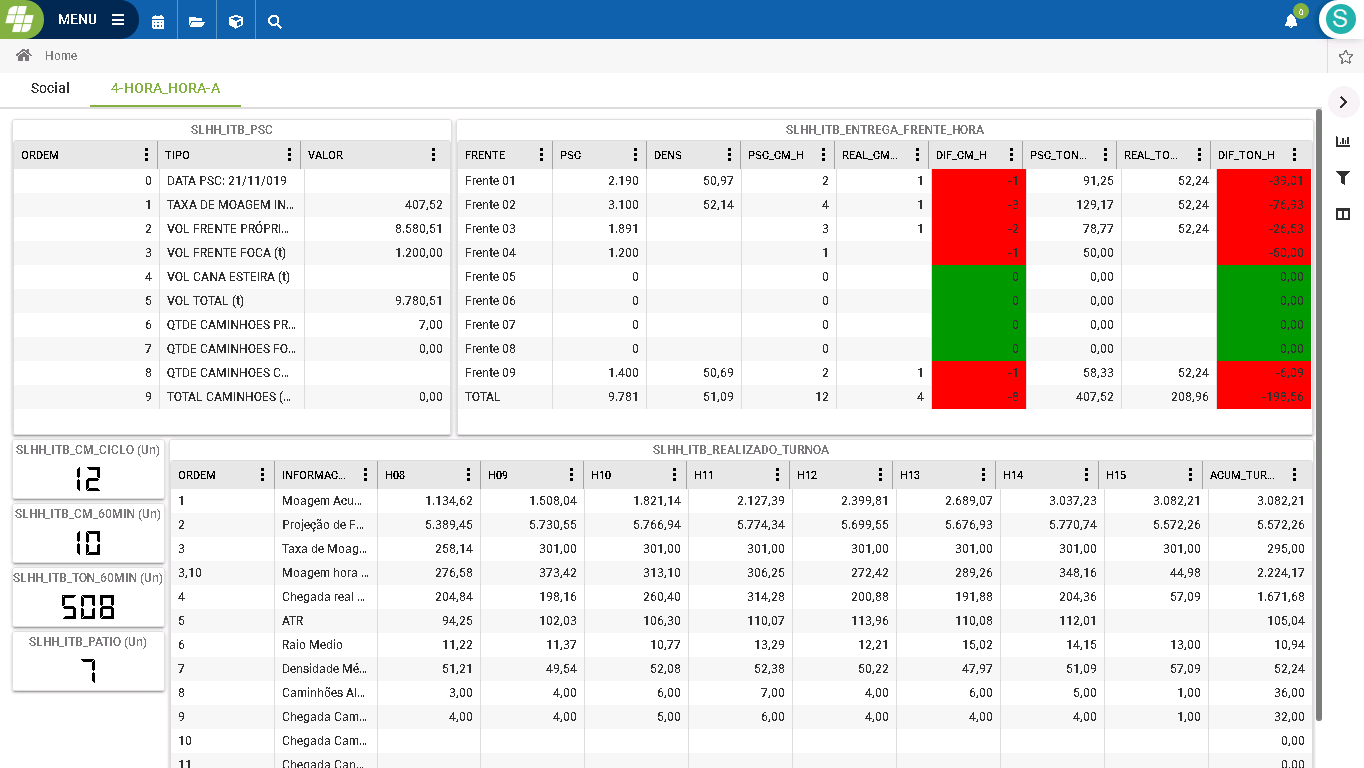 MENU
0
S
Home
Social 4-HORA_HORA-A
SLHH_ITB_PSC
ORDEM TIPO VALOR
0 DATA PSC: 21/11/019
1 TAXA DE MOAGEM IN... 407,52
2 VOL FRENTE PRÓPRI... 8.580,51
3 VOL FRENTE FOCA (t) 1.200,00
4 VOL CANA ESTEIRA (t)
5 VOL TOTAL (t) 9.780,51
6 QTDE CAMINHOES PR... 7,00
7 QTDE CAMINHOES FO... 0,00
8 QTDE CAMINHOES C...
9 TOTAL CAMINHOES (... 0,00
SLHH_ITB_ENTREGA_FRENTE_HORA
FRENTE PSC DENS PSC_CM_H REAL_CM... DIF_CM_H PSC_TON... REAL_TO... DIF_TON_H
Frente 01 2.190 50,97 2 1 -1 91,25 52,24 -39,01
Frente 02 3.100 52,14 4 1 -3 129,17 52,24 -76,93
Frente 03 1.891 3 1 -2 78,77 52,24 -26,53
Frente 04 1.200 1 -1 50,00 -50,00
Frente 05 0 0 0 0,00 0,00
Frente 06 0 0 0 0,00 0,00
Frente 07 0 0 0 0,00 0,00
Frente 08 0 0 0 0,00 0,00
Frente 09 1.400 50,69 2 1 -1 58,33 52,24 -6,09
TOTAL 9.781 51,09 12 4 -8 407,52 208,96 -198,56
SLHH_ITB_CM_CICLO (Un)
12
SLHH_ITB_CM_60MIN (Un)
10
SLHH_ITB_TON_60MIN (Un)
508
SLHH_ITB_PATIO (Un)
7
SLHH_ITB_REALIZADO_TURNOA
ORDEM INFORMAC... H08 H09 H10 H11 H12 H13 H14 H15 ACUM_TUR...
1 Moagem Acu... 1.134,62 1.508,04 1.821,14 2.127,39 2.399,81 2.689,07 3.037,23 3.082,21 3.082,21
2 Projeção de F... 5.389,45 5.730,55 5.766,94 5.774,34 5.699,55 5.676,93 5.770,74 5.572,26 5.572,26
3 Taxa de Moag... 258,14 301,00 301,00 301,00 301,00 301,00 301,00 301,00 295,00
3,10 Moagem hora ... 276,58 373,42 313,10 306,25 272,42 289,26 348,16 44,98 2.224,17
4 Chegada real ... 204,84 198,16 260,40 314,28 200,88 191,88 204,36 57,09 1.671,68
5 ATR 94,25 102,03 106,30 110,07 113,96 110,08 112,01 105,04
6 Raio Medio 11,22 11,37 10,77 13,29 12,21 15,02 14,15 13,00 10,94
7 Densidade Mé... 51,21 49,54 52,08 52,38 50,22 47,97 51,09 57,09 52,24
8 Caminhões Al... 3,00 4,00 6,00 7,00 4,00 6,00 5,00 1,00 36,00
9 Chegada Cam... 4,00 4,00 5,00 6,00 4,00 4,00 4,00 1,00 32,00
10 Chegada Cam... 0,00
11 Chegada Can... 0,00